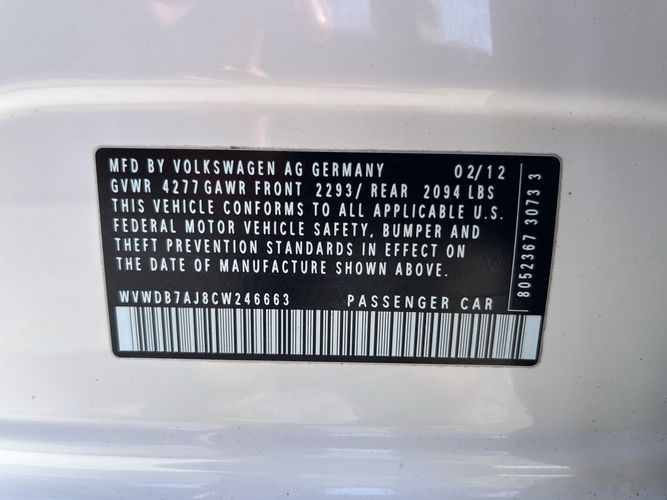 MFD BY VOLKSWAGEN AG GERMANY 02/12
GVWR 4277 GAWR FRONT 2293/ REAR 2094 LBS
THIS VEHICLE CONFORMS TO ALL APPLICABLE U.S.
FEDERAL MOTOR VEHICLE SAFETY, BUMPER AND
THEFT PREVENTION STANDARDS IN EFFECT ON
THE DATE OF MANUFACTURE SHOWN ABOVE.
WVWDB7AJ8CW246663 PASSENGER CAR
8052367 3073 3